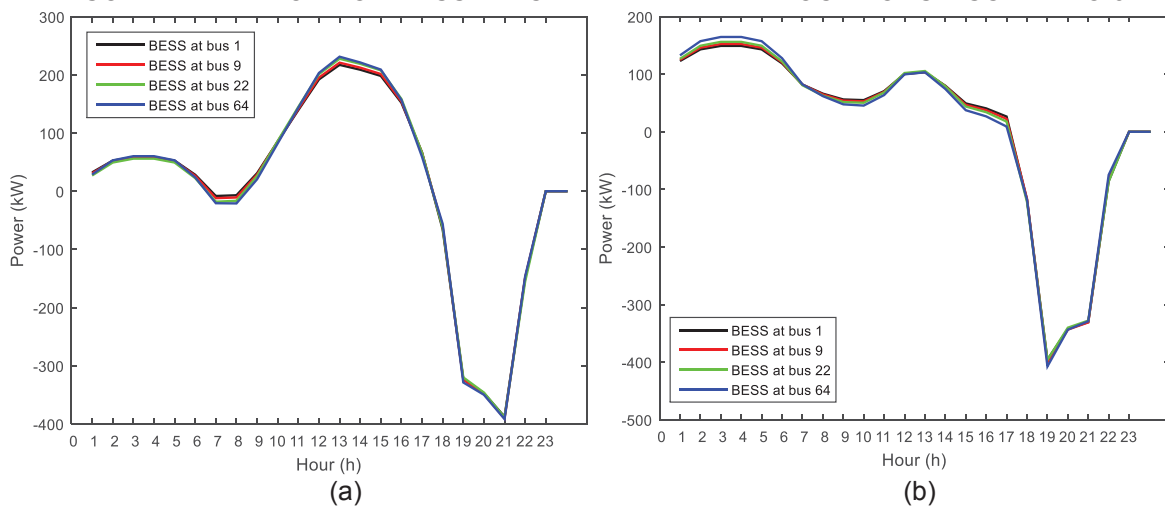 300
200
100
0
-100
-200
-300
-400
Power (kW)
BESS at bus 1
BESS at bus 9
BESS at bus 22
BESS at bus 64
0 1 2 3 4 5 6 7 8 9 10 11 12 13 14 15 16 17 18 19 20 21 22 23
Hour (h)
(a)
200
100
0
-100
-200
-300
-400
-500
Power (kW)
BESS at bus 1
BESS at bus 9
BESS at bus 22
BESS at bus 64
0 1 2 3 4 5 6 7 8 9 10 11 12 13 14 15 16 17 18 19 20 21 22 23
Hour (h)
(b)